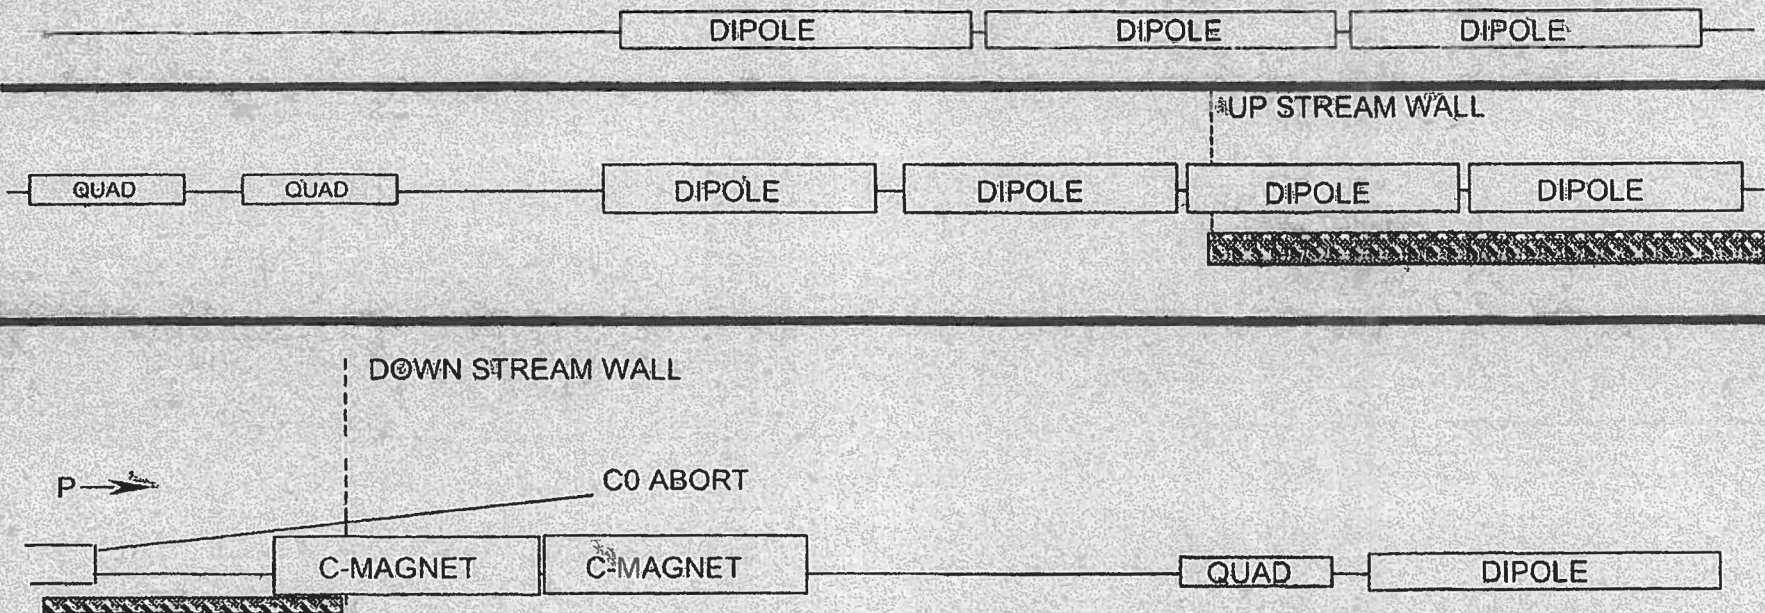 DIPOLE DIPOLE DIPOLE
UP STREAM WALL
QUAD QUAD DIPOLE DIPOLE DIPOLE DIPOLE
DOWN STREAM WALL
P
C0 ABORT
C-MAGNET C-MAGNET QUAD DIPOLE